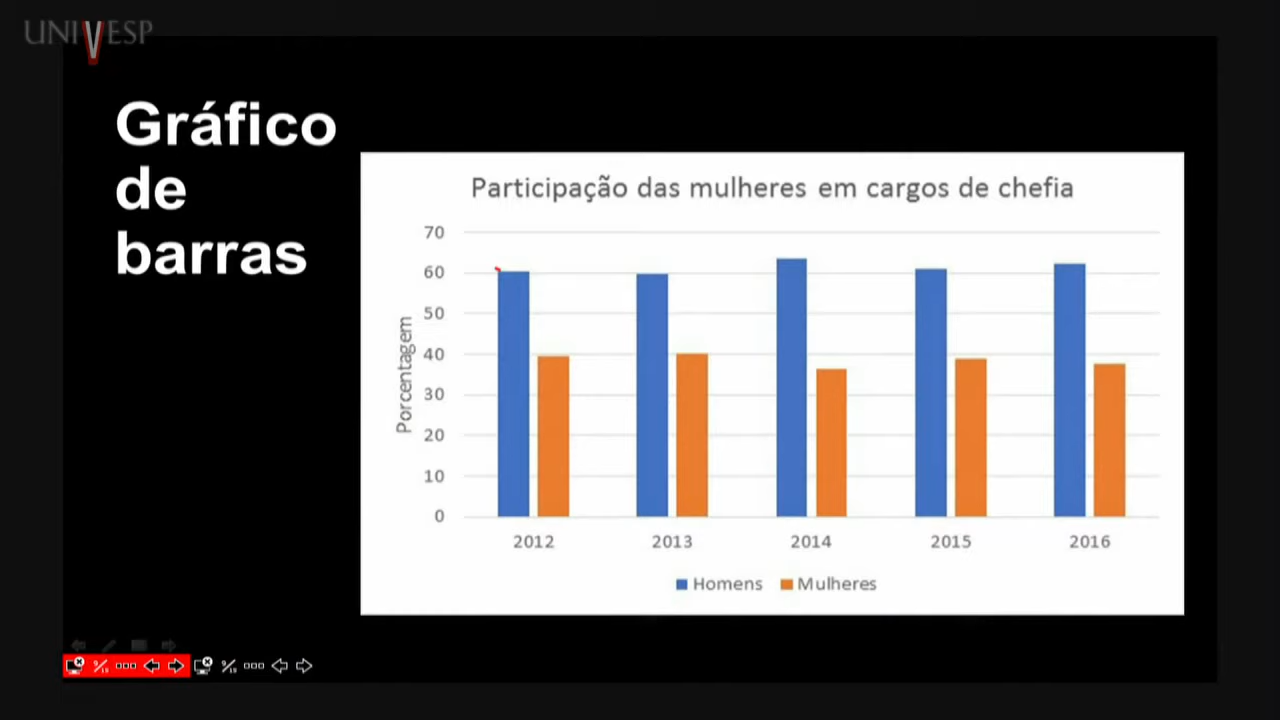 UNIVESP
Gráfico
de
barras
Participação das mulheres em cargos de chefia
Porcentagem
70
60
50
40
30
20
10
0
2012 2013 2014 2015 2016
Homens Mulheres